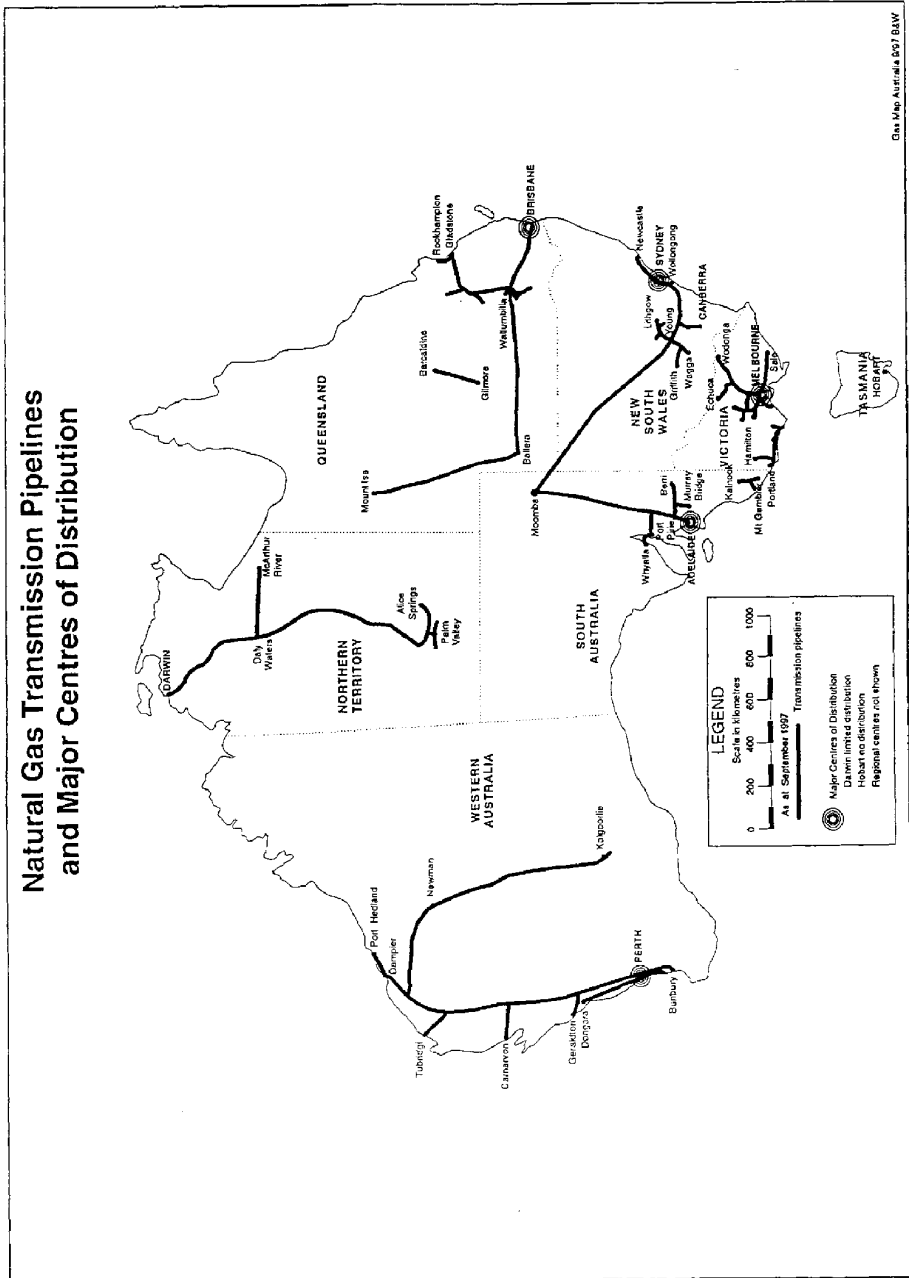 Natural Gas Transmission Pipelines
and Major Centres of Distribution
DARWIN
McArthur
River
Daly
Waters
NORTHERN
TERRITORY
Alice
Springs
Palm
Valley
QUEENSLAND
Mount Isa
Barcaldine
Gilmore
Ballera
Wallumbilla
Rockhampton
Gladstone
BRISBANE
Port Hedland
Dampier
Newman
Tubridgi
Carnarvon
Geraldton
Dongara
PERTH
Bunbury
Kalgoorlie
WESTERN
AUSTRALIA
SOUTH
AUSTRALIA
Moomba
Whyalla
Port
Pirie
Berri
Murray
Bridge
ADELAIDE
NEW
SOUTH
WALES
Newcastle
SYDNEY
Wollongong
Lithgow
Young
CANBERRA
Griffith
Wagga
Wodonga
Echuca
VICTORIA
MELBOURNE
Sale
Hamilton
Katnook
Mt Gambier
Portland
TASMANIA
HOBART
LEGEND
Scale in kilometres
0 200 400 600 800 1000
As at September 1997
Transmission pipelines
Major Centres of Distribution
Darwin limited distribution
Hobart no distribution
Regional centres not shown
Gas Map Australia 9/97 B&W